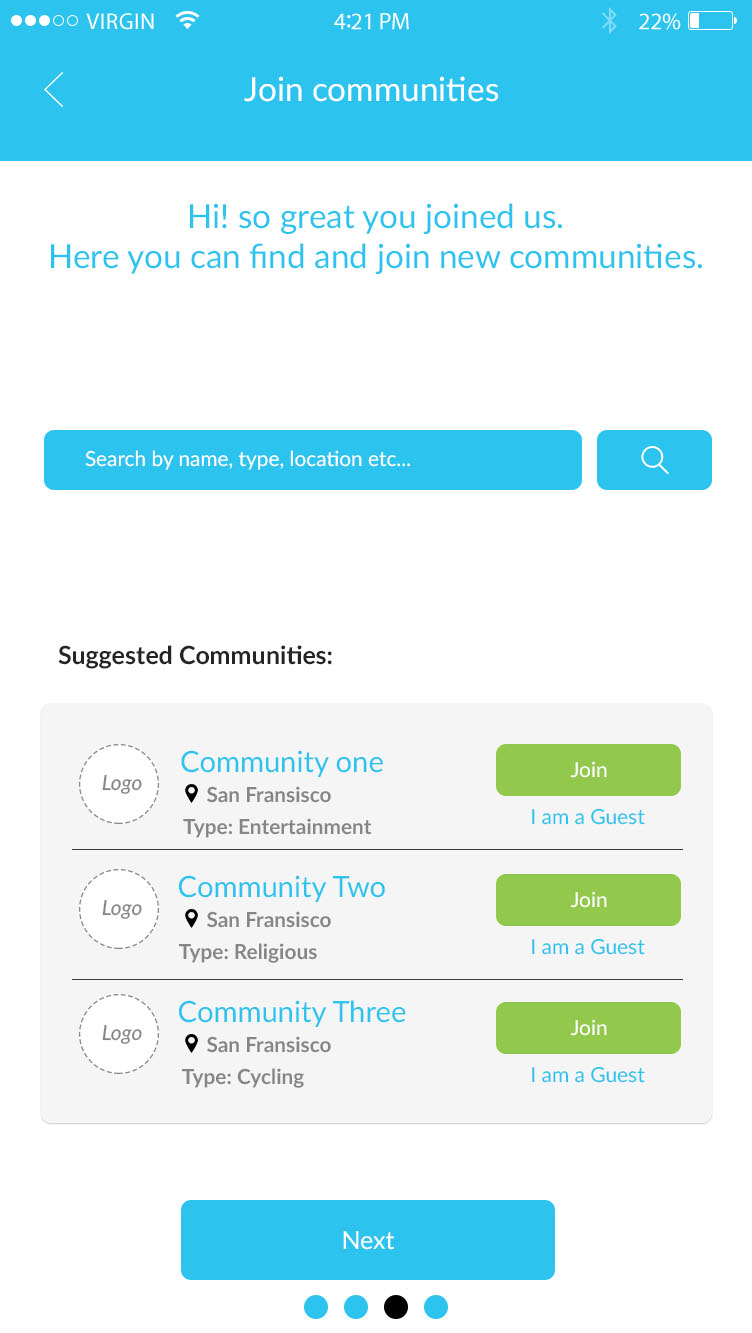 VIRGIN 4:21 PM 22%
Join communities
Hi! so great you joined us.
Here you can find and join new communities.
Search by name, type, location etc...
Suggested Communities:
Logo
Community one
San Fransisco
Type: Entertainment
Join
I am a Guest
Logo
Community Two
San Fransisco
Type: Religious
Join
I am a Guest
Logo
Community Three
San Fransisco
Type: Cycling
Join
I am a Guest
Next